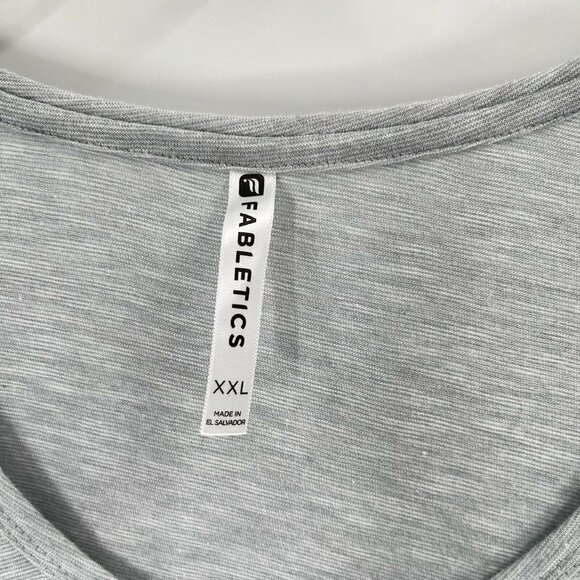 FABLETICS
XXL
MADE IN
EL SALVADOR